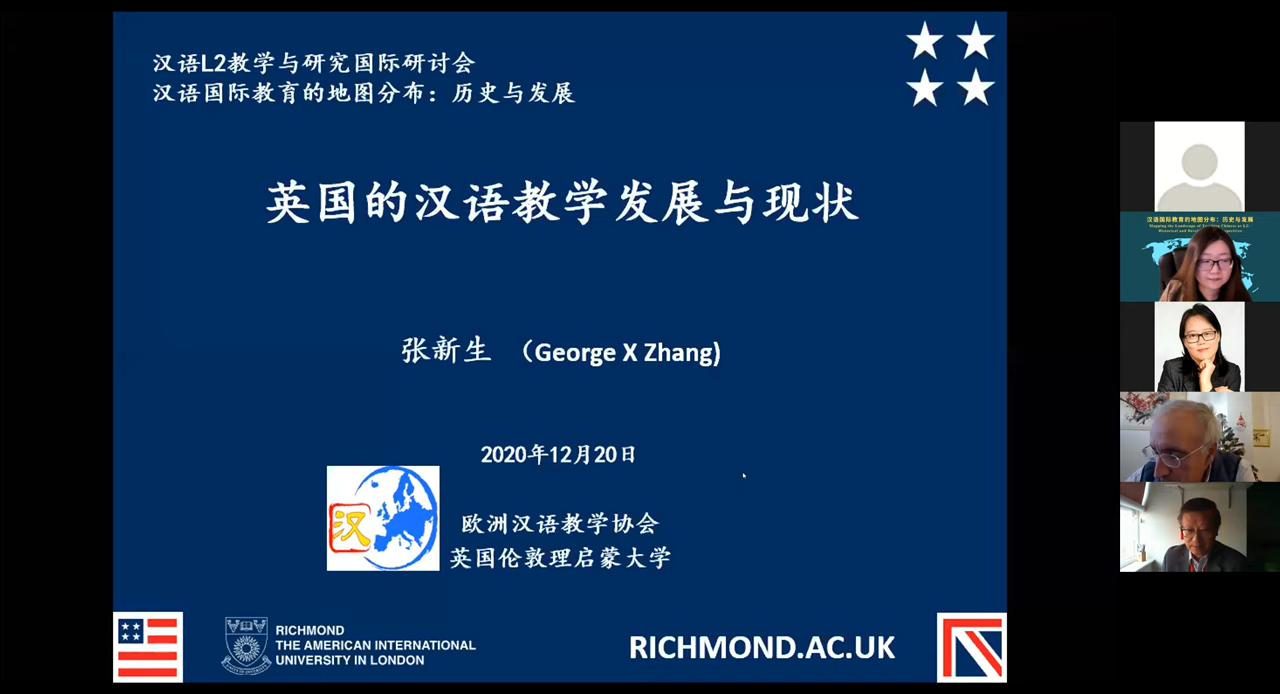 汉语L2教学与研究国际研讨会
汉语国际教育的地图分布：历史与发展
英国的汉语教学发展与现状
张新生 （George X Zhang)
2020年12月20日
汉
欧洲汉语教学协会
英国伦敦理启蒙大学
RICHMOND
THE AMERICAN INTERNATIONAL
UNIVERSITY IN LONDON
RICHMOND.AC.UK
汉语国际教育的地图分布：历史与发展